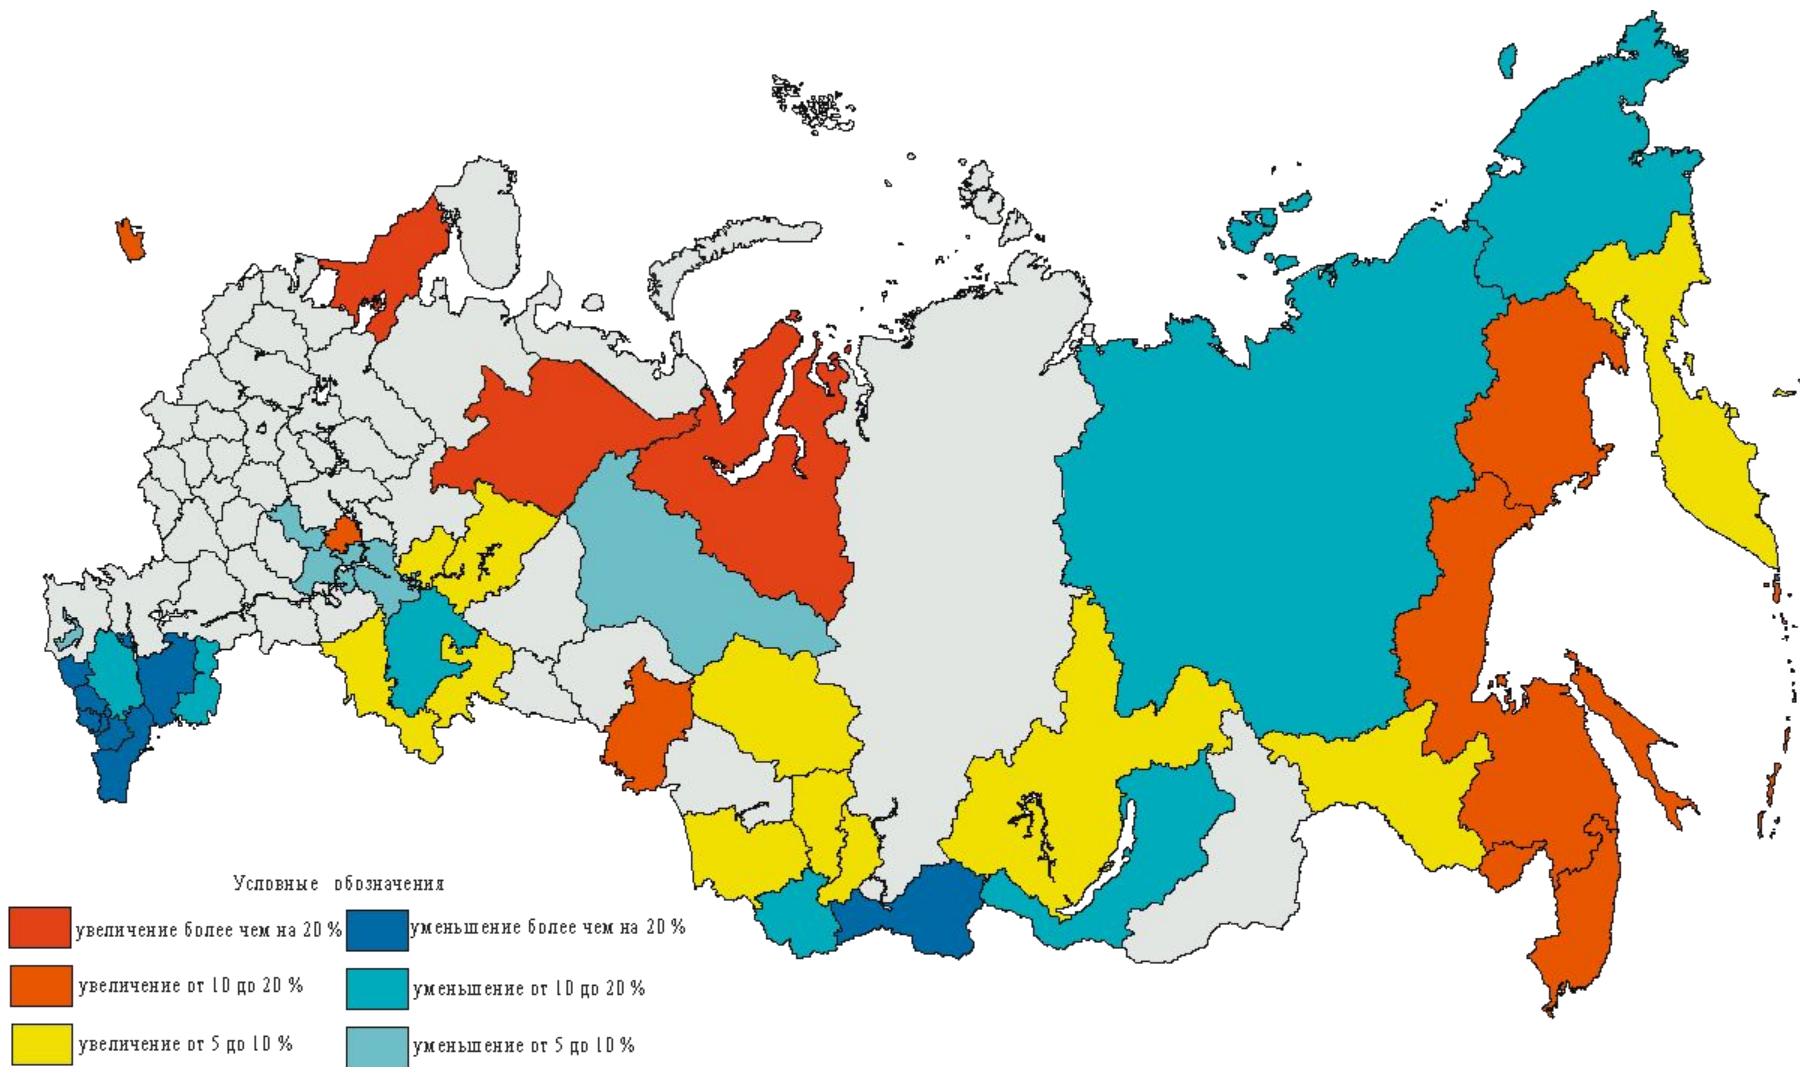 Условные обозначения
увеличение более чем на 20 %
уменьшение более чем на 20 %
увеличение от 10 до 20 %
уменьшение от 10 до 20 %
увеличение от 5 до 10 %
уменьшение от 5 до 10 %